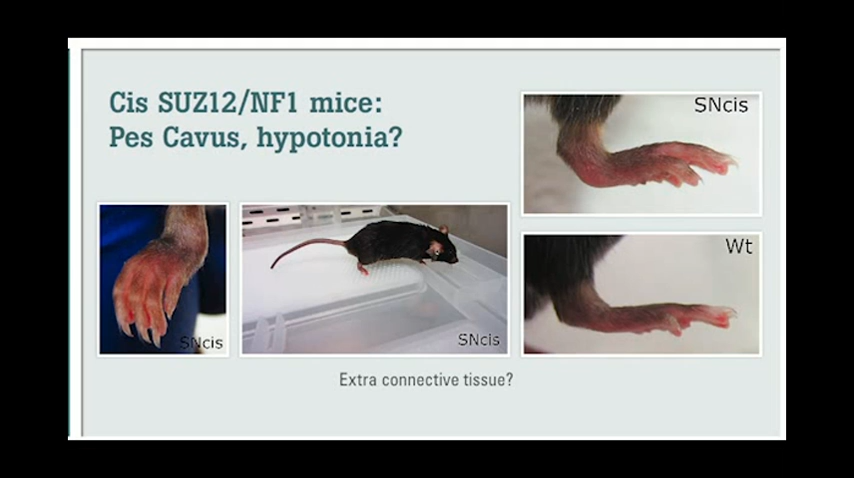 Cis SUZ12/NF1 mice:
Pes Cavus, hypotonia?
SNcis
Wt
SNcis
SNcis
Extra connective tissue?